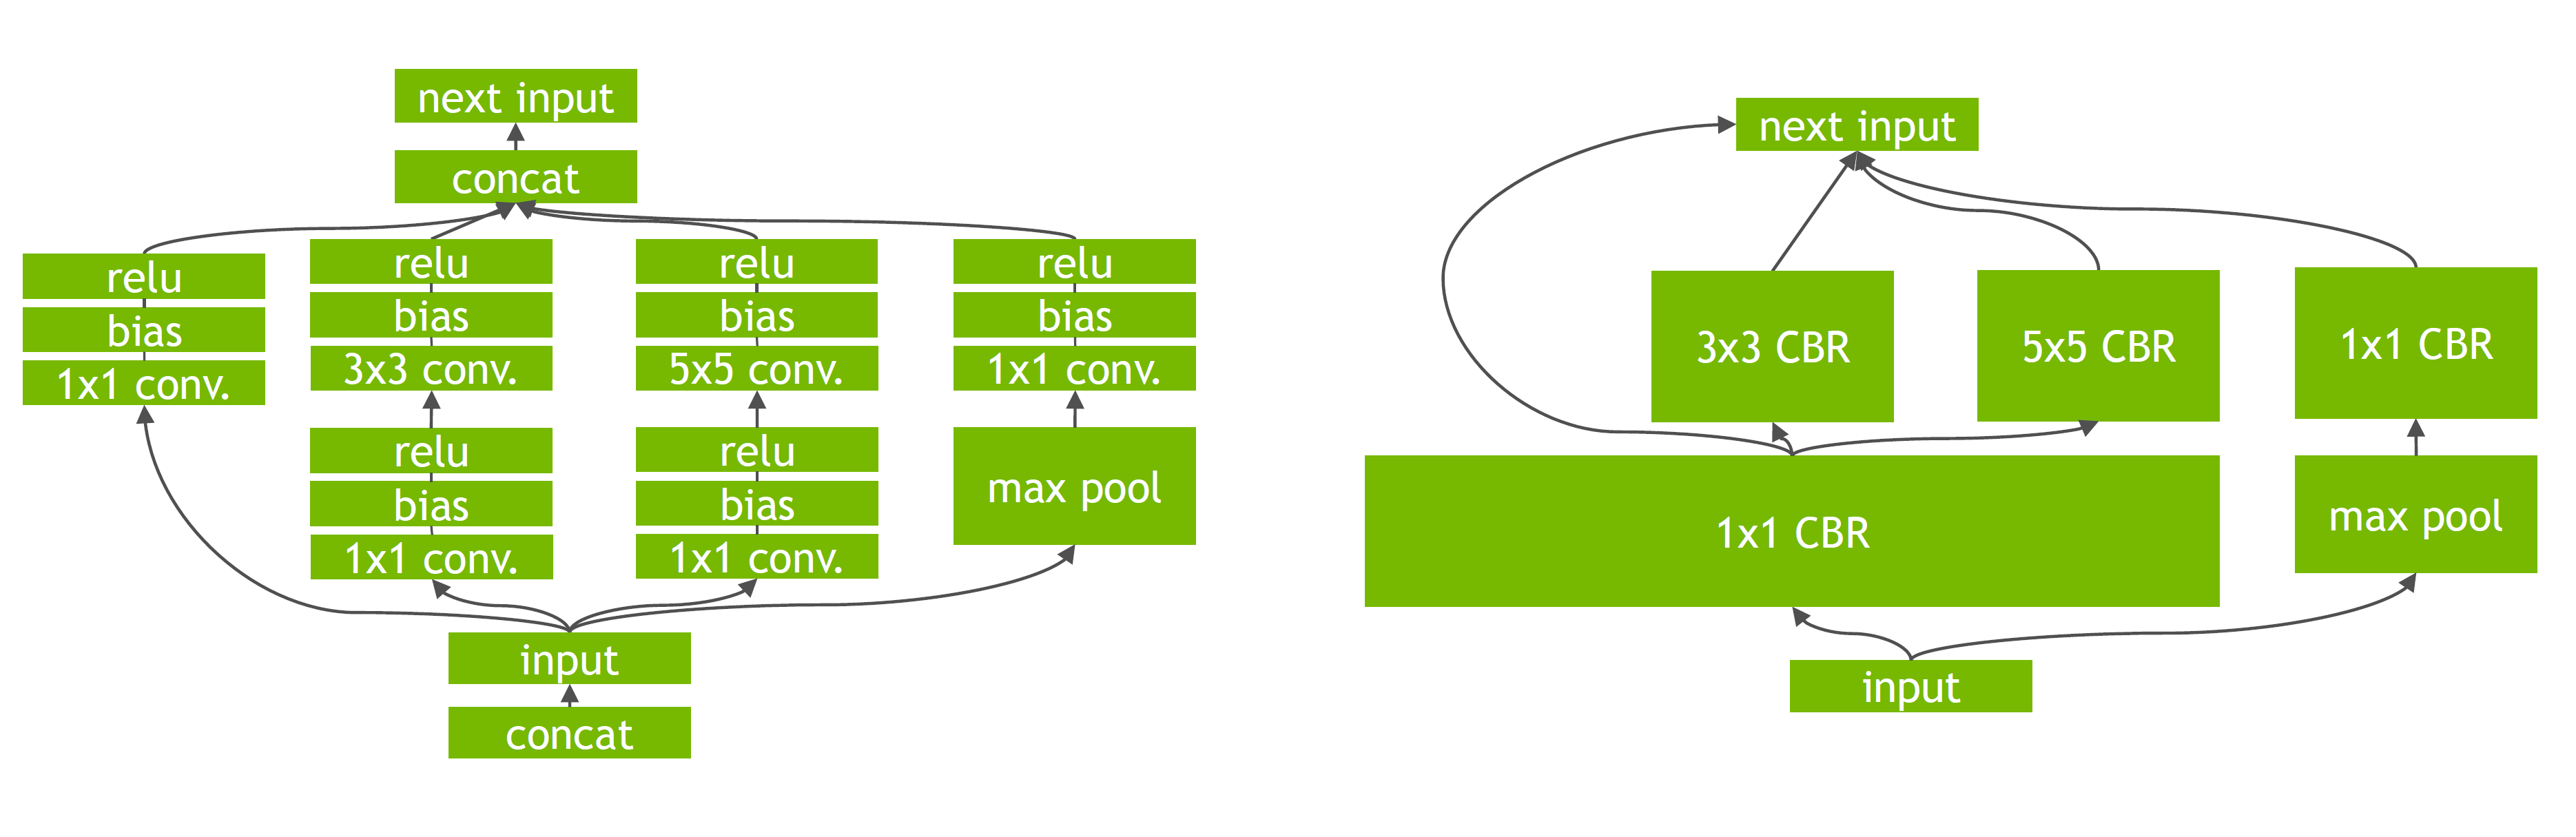 next input
concat
relu
bias
1x1 conv.
relu
bias
3x3 conv.
relu
bias
1x1 conv.
relu
bias
5x5 conv.
relu
bias
1x1 conv.
relu
bias
1x1 conv.
max pool
input
concat
next input
3x3 CBR
5x5 CBR
1x1 CBR
1x1 CBR
max pool
input